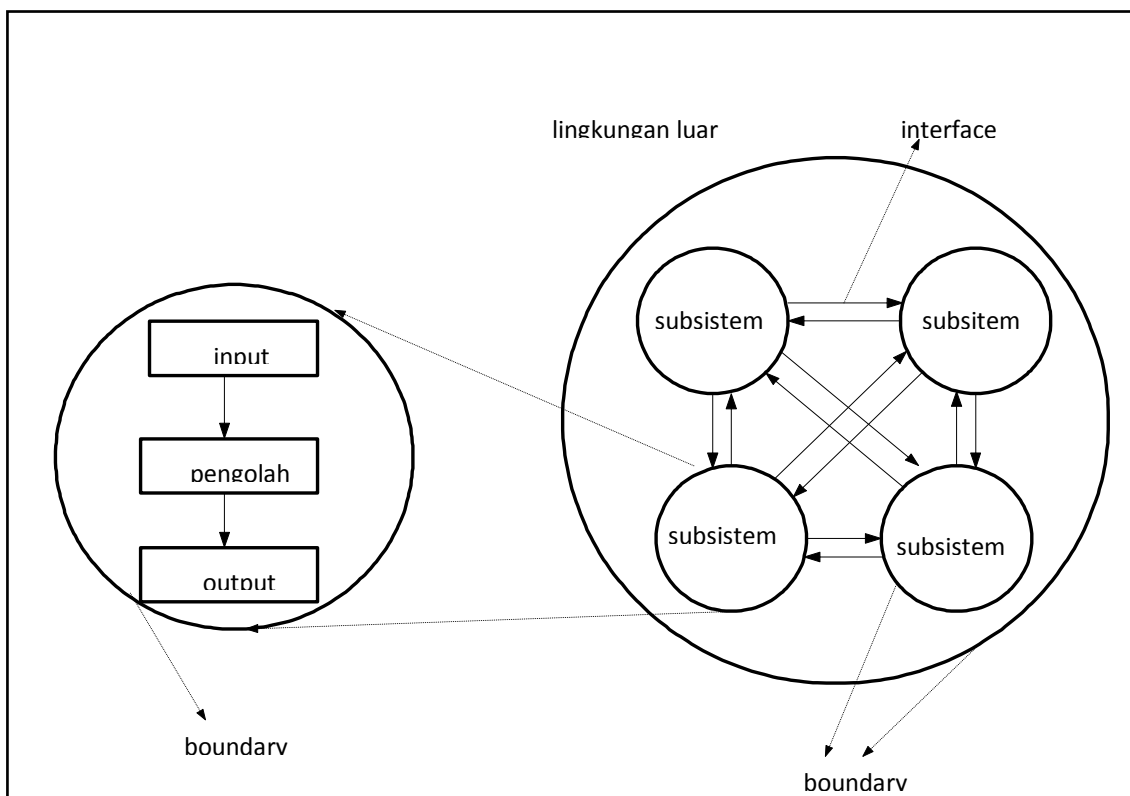 lingkungan luar
interface
subsistem
subsitem
input
pengolah
output
subsistem
subsistem
boundary
boundary